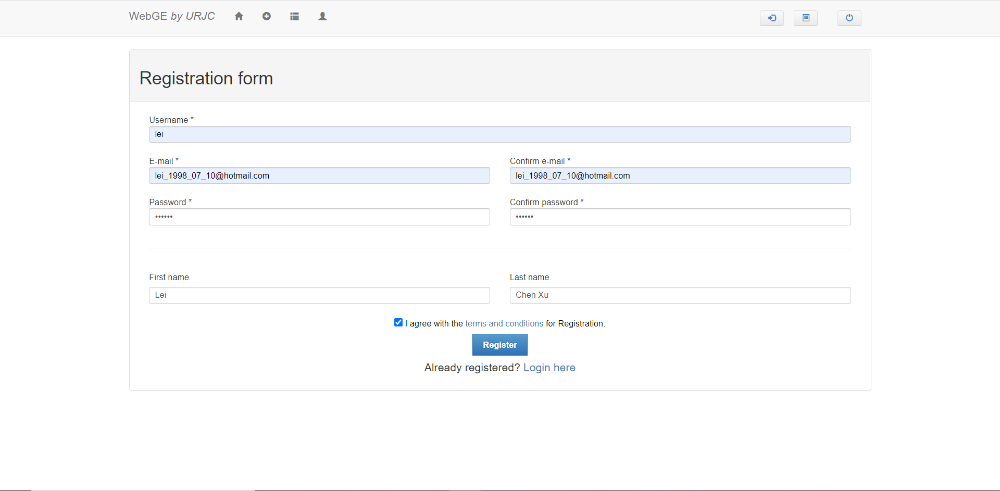 WebGE by URJC
Registration form
Username *
lei
E-mail *
Confirm e-mail *
lei_1998_07_10@hotmail.com
lei_1998_07_10@hotmail.com
Password *
Confirm password *
••••••
••••••
First name
Last name
Lei
Chen Xu
I agree with the terms and conditions for Registration.
Register
Already registered? Login here